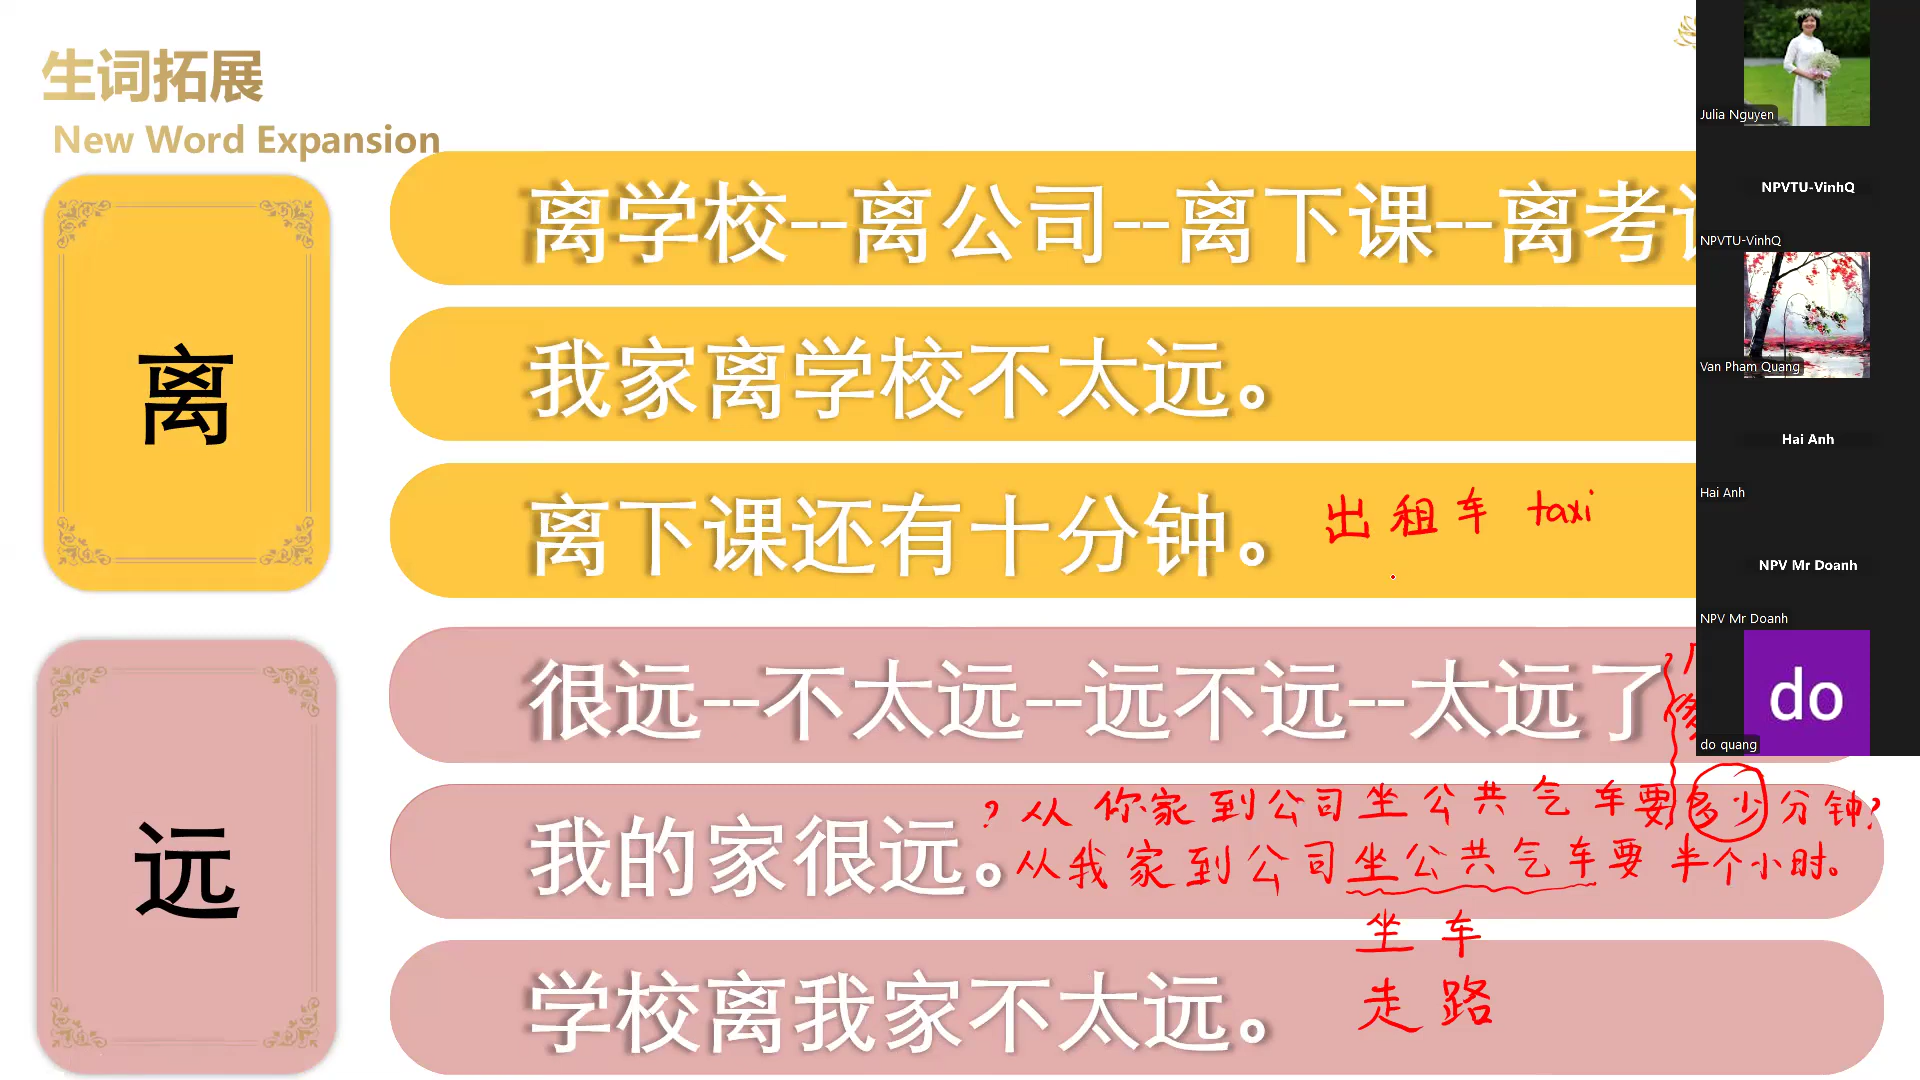 生词拓展
New Word Expansion
离
离学校--离公司--离下课--离考
我家离学校不太远。
离下课还有十分钟。
出租车 taxi
远
很远--不太远--远不远--太远了
我的家很远。
? 从你家到公司坐公共汽车要多少分钟?
从我家到公司坐公共汽车要半个小时。
坐车
学校离我家不太远。
走路
Julia Nguyen
NPVTU-VinhQ
NPVTU-VinhQ
Van Pham Quang
Hai Anh
Hai Anh
NPV Mr Doanh
NPV Mr Doanh
do
do quang